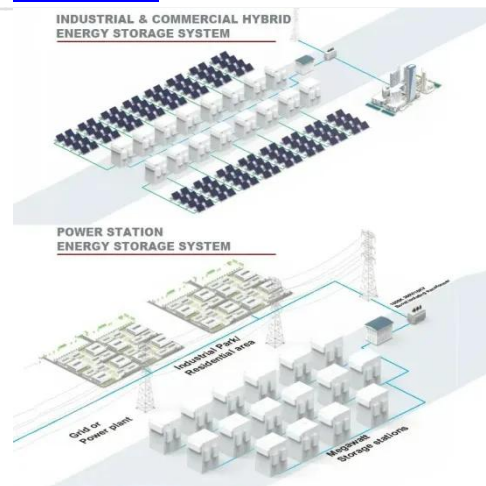 INDUSTRIAL & COMMERCIAL HYBRID
ENERGY STORAGE SYSTEM
POWER STATION
ENERGY STORAGE SYSTEM
Industrial Park/
Residential area
Grid or
Power plant
Megawatt
Storage stations